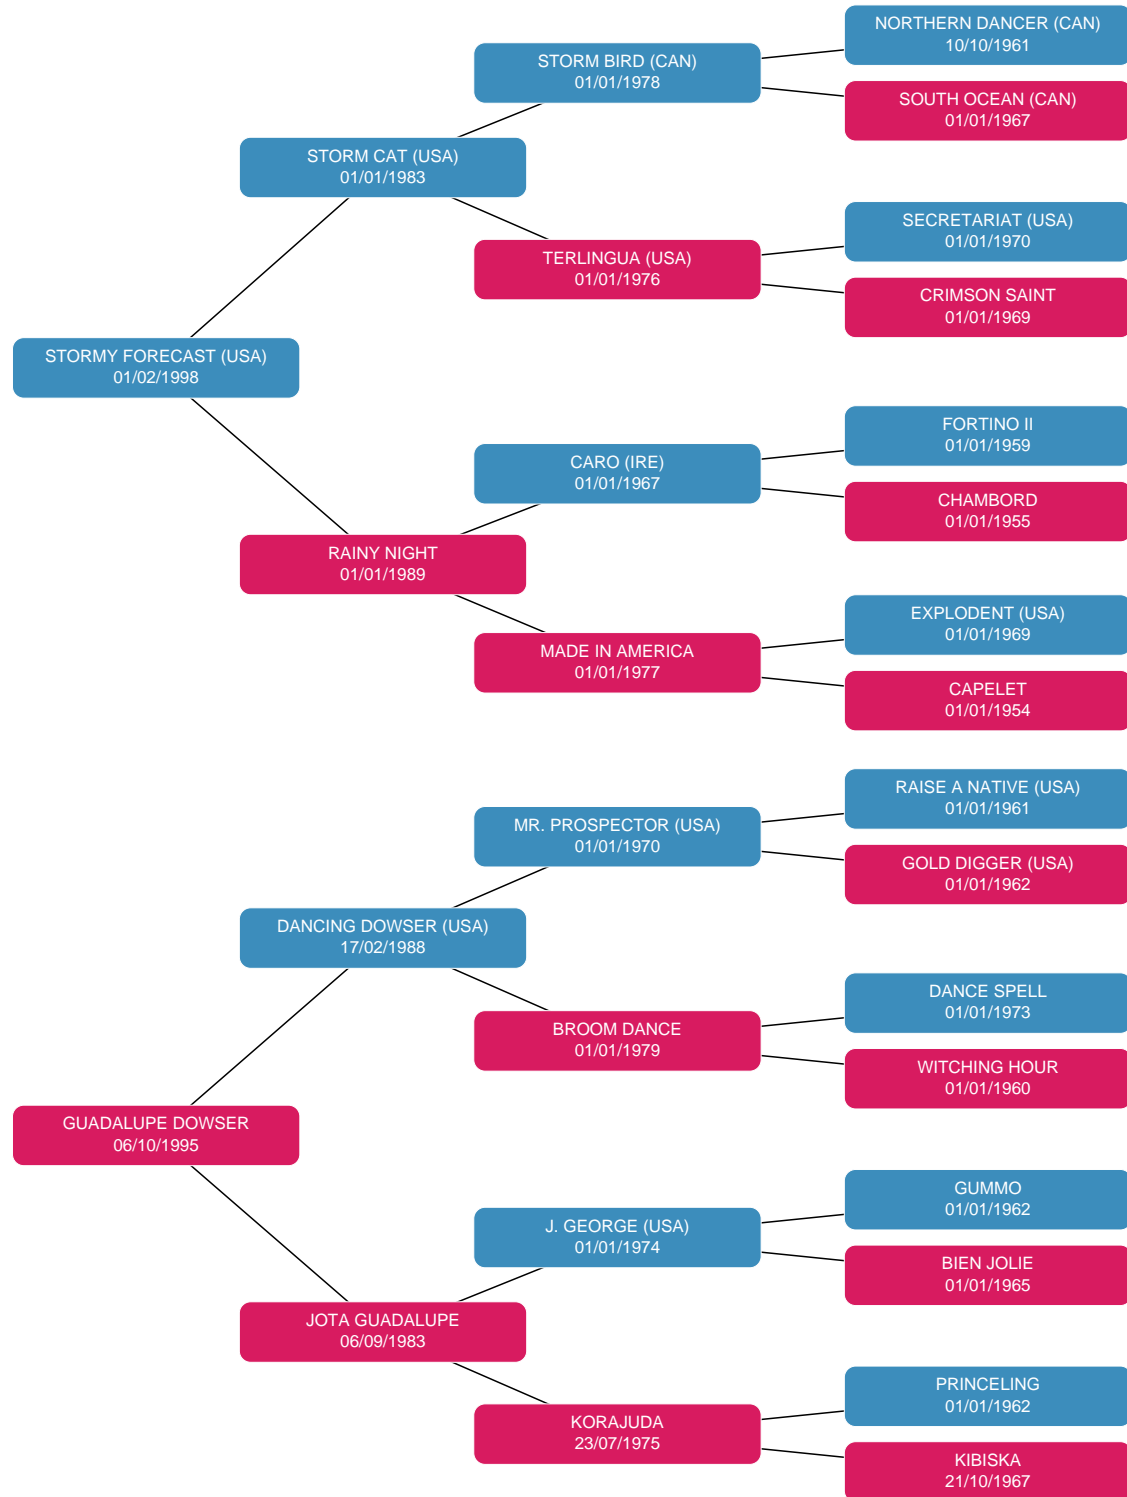 NORTHERN DANCER (CAN)
10/10/1961
STORM BIRD (CAN)
01/01/1978
SOUTH OCEAN (CAN)
01/01/1967
STORM CAT (USA)
01/01/1983
SECRETARIAT (USA)
01/01/1970
TERLINGUA (USA)
01/01/1976
CRIMSON SAINT
01/01/1969
STORMY FORECAST (USA)
01/02/1998
FORTINO II
01/01/1959
CARO (IRE)
01/01/1967
CHAMBORD
01/01/1955
RAINY NIGHT
01/01/1989
EXPLODENT (USA)
01/01/1969
MADE IN AMERICA
01/01/1977
CAPELET
01/01/1954
RAISE A NATIVE (USA)
01/01/1961
MR. PROSPECTOR (USA)
01/01/1970
GOLD DIGGER (USA)
01/01/1962
DANCING DOWSER (USA)
17/02/1988
DANCE SPELL
01/01/1973
BROOM DANCE
01/01/1979
WITCHING HOUR
01/01/1960
GUADALUPE DOWSER
06/10/1995
GUMMO
01/01/1962
J. GEORGE (USA)
01/01/1974
BIEN JOLIE
01/01/1965
JOTA GUADALUPE
06/09/1983
PRINCELING
01/01/1962
KORAJUDA
23/07/1975
KIBISKA
21/10/1967